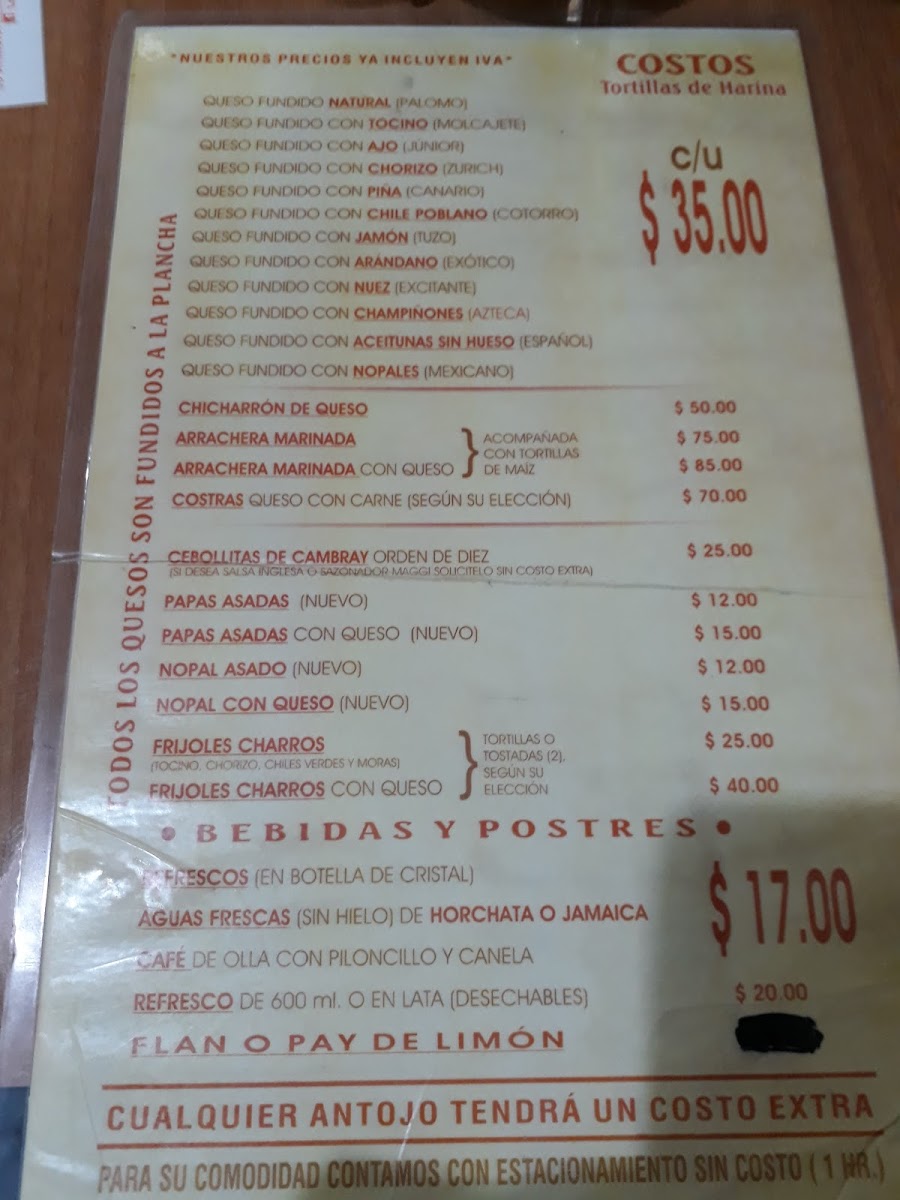 "NUESTROS PRECIOS YA INCLUYEN IVA"
COSTOS
Tortillas de Harina
QUESO FUNDIDO NATURAL (PALOMO)
QUESO FUNDIDO CON TOCINO (MOLCAJETE)
QUESO FUNDIDO CON AJO (JUNIOR)
QUESO FUNDIDO CON CHORIZO (ZURICH)
QUESO FUNDIDO CON PIÑA (CANARIO)
QUESO FUNDIDO CON CHILE POBLANO (COTORRO)
QUESO FUNDIDO CON JAMÓN (TUZO)
QUESO FUNDIDO CON ARÁNDANO (EXÓTICO)
QUESO FUNDIDO CON NUEZ (EXCITANTE)
QUESO FUNDIDO CON CHAMPIÑONES (AZTECA)
QUESO FUNDIDO CON ACEITUNAS SIN HUESO (ESPAÑOL)
QUESO FUNDIDO CON NOPALES (MEXICANO)
c/u
$ 35.00
TODOS LOS QUESOS SON FUNDIDOS A LA PLANCHA
CHICHARRÓN DE QUESO $ 50.00
ARRACHERA MARINADA $ 75.00
ARRACHERA MARINADA CON QUESO $ 85.00
ACOMPAÑADA
CON TORTILLAS
DE MAÍZ
COSTRAS QUESO CON CARNE (SEGÚN SU ELECCIÓN) $ 70.00
CEBOLLITAS DE CAMBRAY ORDEN DE DIEZ $ 25.00
(SI DESEA SALSA INGLESA O SAZONADOR MAGGI SOLICITELO SIN COSTO EXTRA)
PAPAS ASADAS (NUEVO) $ 12.00
PAPAS ASADAS CON QUESO (NUEVO) $ 15.00
NOPAL ASADO (NUEVO) $ 12.00
NOPAL CON QUESO (NUEVO) $ 15.00
FRIJOLES CHARROS $ 25.00
(TOCINO, CHORIZO, CHILES VERDES Y MORAS)
FRIJOLES CHARROS CON QUESO $ 40.00
TORTILLAS O
TOSTADAS (2),
SEGÚN SU
ELECCIÓN
• BEBIDAS Y POSTRES •
REFRESCOS (EN BOTELLA DE CRISTAL)
AGUAS FRESCAS (SIN HIELO) DE HORCHATA O JAMAICA
CAFÉ DE OLLA CON PILONCILLO Y CANELA
$ 17.00
REFRESCO DE 600 ml. O EN LATA (DESECHABLES) $ 20.00
FLAN O PAY DE LIMÓN
CUALQUIER ANTOJO TENDRÁ UN COSTO EXTRA
PARA SU COMODIDAD CONTAMOS CON ESTACIONAMIENTO SIN COSTO ( 1 HR.)